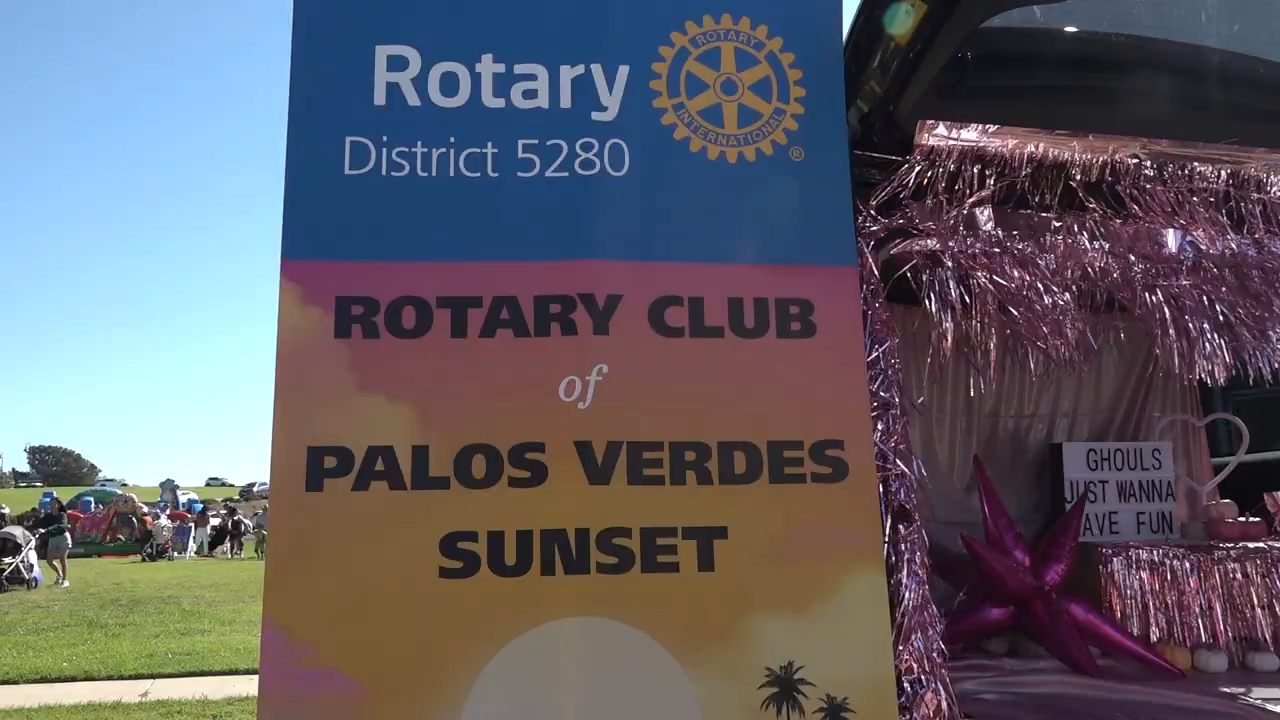 Rotary
District 5280
ROTARY
INTERNATIONAL
®
ROTARY CLUB
of
PALOS VERDES
SUNSET
GHOULS
JUST WANNA
AVE FUN